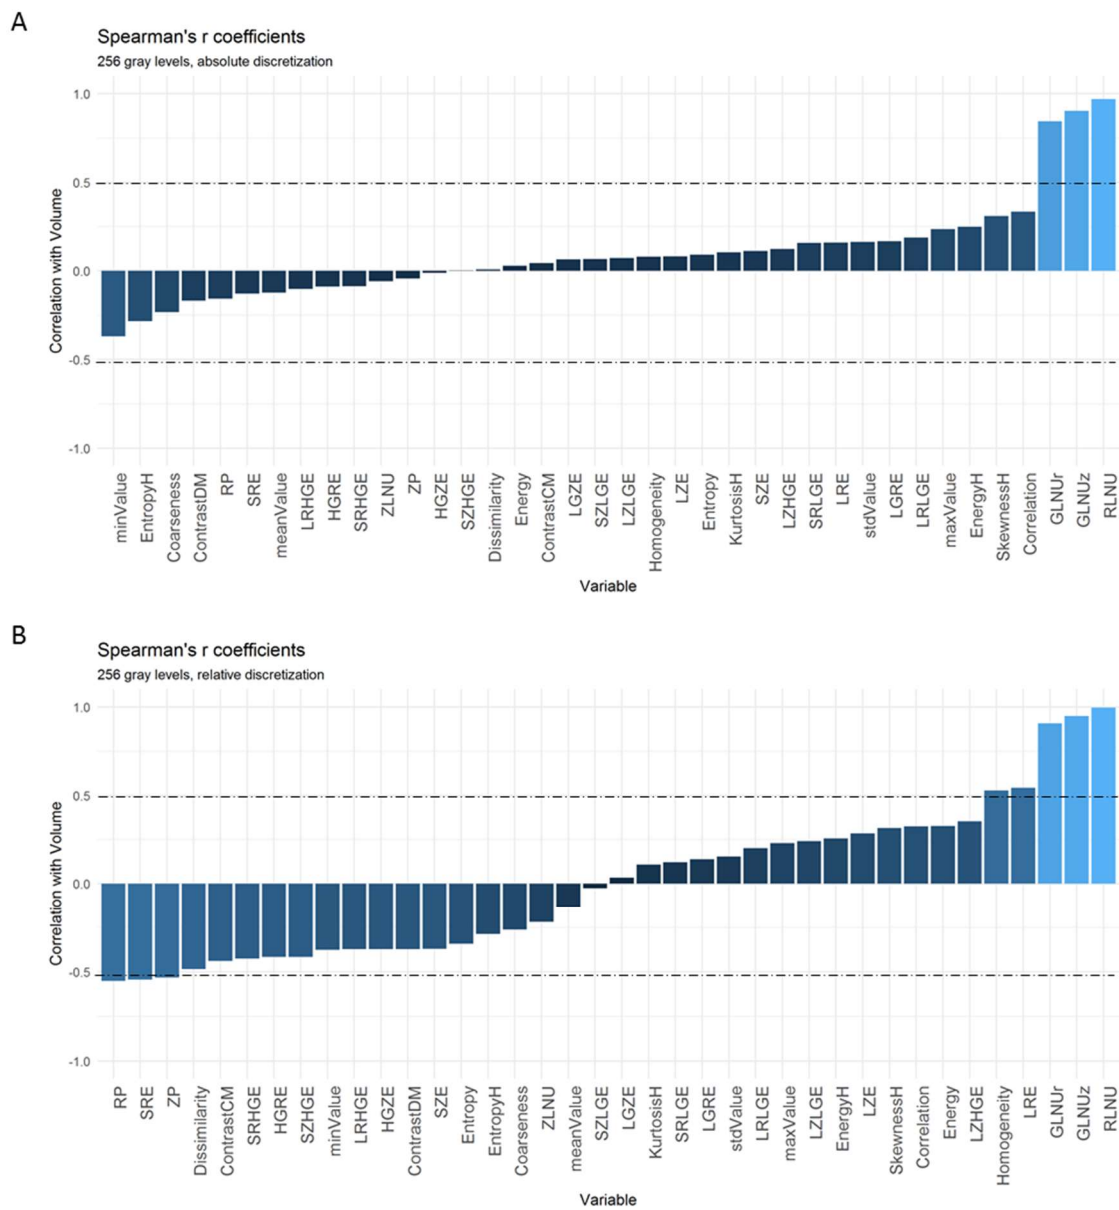 A
Spearman's r coefficients
256 gray levels, absolute discretization
Correlation with Volume
1.0
0.5
0.0
-0.5
-1.0
minValue
EntropyH
Coarseness
ContrastDM
RP
SRE
meanValue
LRHGE
HGRE
SRHGE
ZLNU
ZP
HGZE
SZHGE
Dissimilarity
Energy
ContrastCM
LGZE
SZLGE
LZLGE
Homogeneity
LZE
Entropy
KurtosisH
SZE
LZHGE
SRLGE
LRE
stdValue
LGRE
LRLGE
maxValue
EnergyH
SkewnessH
Correlation
GLNUr
GLNUz
RLNU
Variable
B
Spearman's r coefficients
256 gray levels, relative discretization
Correlation with Volume
1.0
0.5
0.0
-0.5
-1.0
RP
SRE
ZP
Dissimilarity
ContrastCM
SRHGE
HGRE
SZHGE
minValue
LRHGE
HGZE
ContrastDM
SZE
Entropy
EntropyH
Coarseness
ZLNU
meanValue
SZLGE
LGZE
KurtosisH
SRLGE
LGRE
stdValue
LRLGE
maxValue
LZLGE
EnergyH
LZE
SkewnessH
Correlation
Energy
LZHGE
Homogeneity
LRE
GLNUr
GLNUz
RLNU
Variable